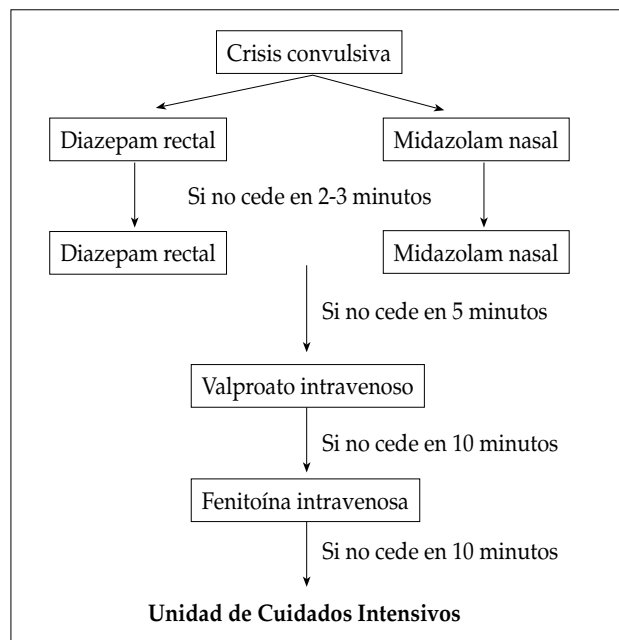 Crisis convulsiva
Diazepam rectal
Midazolam nasal
Si no cede en 2-3 minutos
Diazepam rectal
Midazolam nasal
Si no cede en 5 minutos
Valproato intravenoso
Si no cede en 10 minutos
Fenitoína intravenosa
Si no cede en 10 minutos
Unidad de Cuidados Intensivos